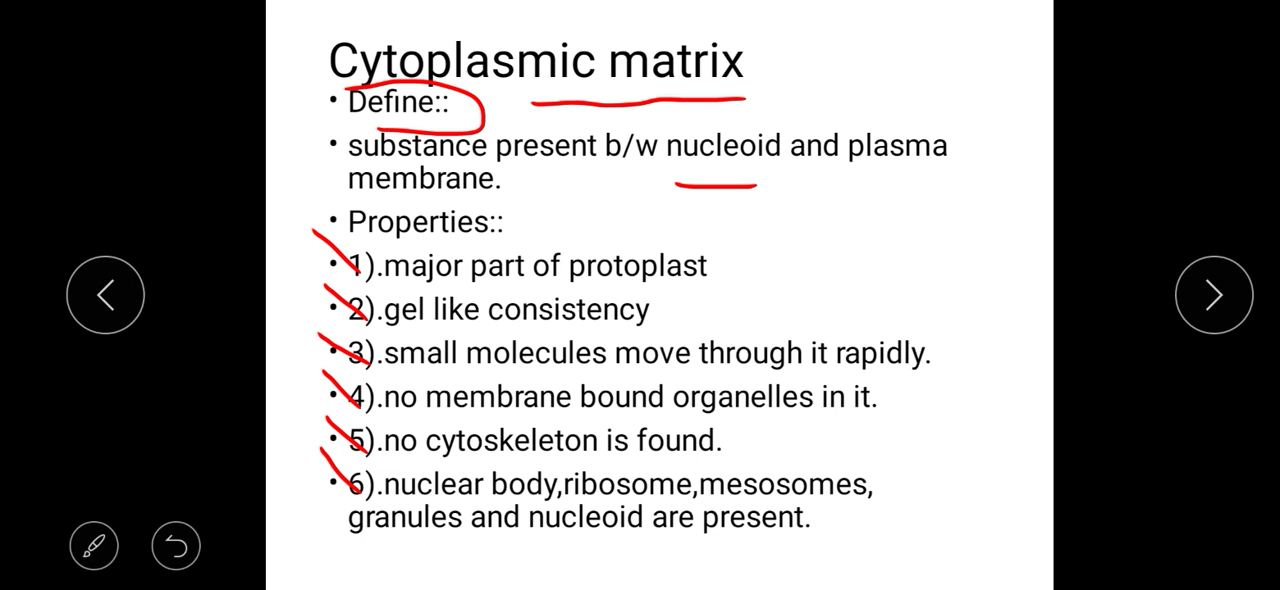 Cytoplasmic matrix
• Define::
• substance present b/w nucleoid and plasma
membrane.
• Properties::
• 1).major part of protoplast
• 2).gel like consistency
• 3).small molecules move through it rapidly.
• 4).no membrane bound organelles in it.
• 5).no cytoskeleton is found.
• 6).nuclear body,ribosome,mesosomes,
granules and nucleoid are present.